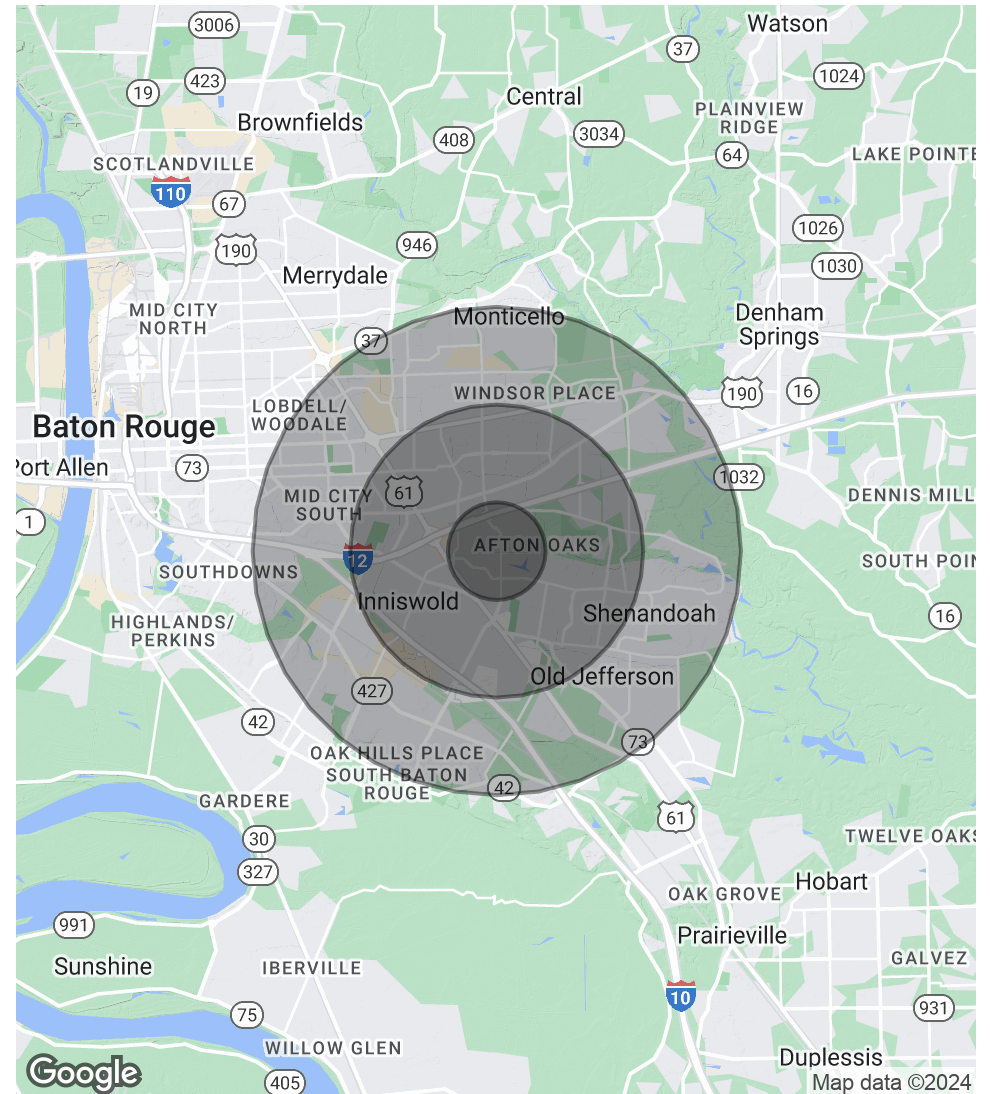 3006
Watson
37
1024
19
423
Central
PLAINVIEW
RIDGE
Brownfields
408
3034
64
LAKE POINTE
SCOTLANDVILLE
110
67
1026
190
946
1030
Merrydale
MID CITY
NORTH
Monticello
Denham
Springs
37
WINDSOR PLACE
190
16
LOBDELL/
WOODALE
Baton Rouge
Port Allen
73
1032
MID CITY
SOUTH
61
DENNIS MILL
1
AFTON OAKS
12
SOUTHDOWNS
SOUTH POIN
Inniswold
Shenandoah
16
HIGHLANDS/
PERKINS
Old Jefferson
427
42
73
OAK HILLS PLACE
SOUTH BATON
ROUGE
42
GARDERE
61
30
TWELVE OAKS
327
OAK GROVE
Hobart
991
Prairieville
Sunshine
IBERVILLE
GALVEZ
10
931
75
WILLOW GLEN
Duplessis
Google
405
Map data ©2024